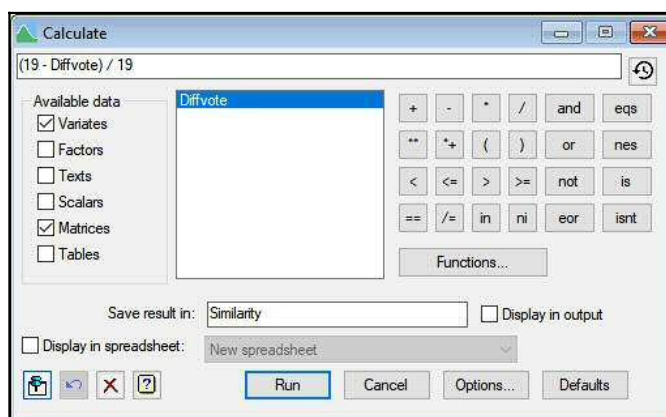 Calculate
(19 - Diffvote) / 19
Available data
Variates
Factors
Texts
Scalars
Matrices
Tables
Diffvote
+ - * / and eqs
** *+ ( ) or nes
< <= > >= not is
== /= in ni eor isnt
Functions...
Save result in: Similarity Display in output
Display in spreadsheet: New spreadsheet
? Run Cancel Options... Defaults